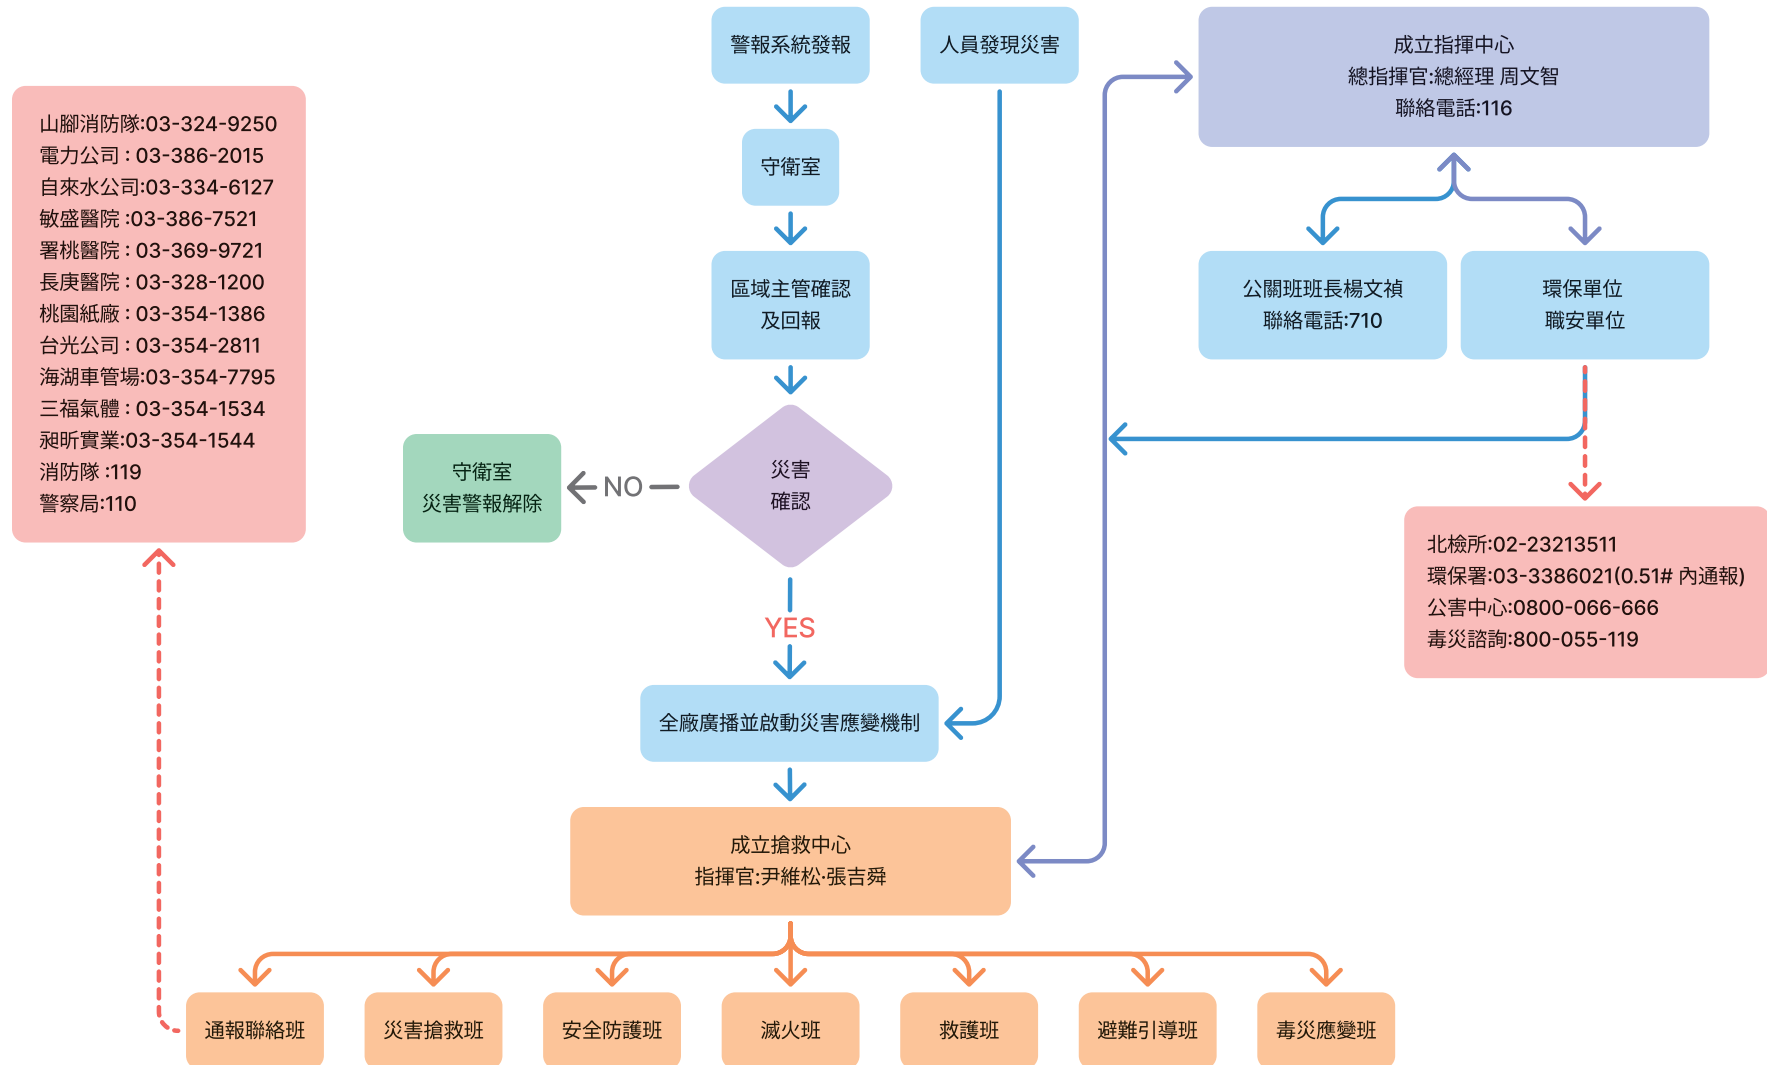 警報系統發報
人員發現災害
成立指揮中心
總指揮官:總經理 周文智
聯絡電話:116
山腳消防隊:03-324-9250
電力公司 : 03-386-2015
自來水公司:03-334-6127
敏盛醫院 :03-386-7521
署桃醫院 : 03-369-9721
長庚醫院 : 03-328-1200
桃園紙廠 : 03-354-1386
台光公司 : 03-354-2811
海湖車管場:03-354-7795
三福氣體 : 03-354-1534
昶昕實業:03-354-1544
消防隊 :119
警察局:110
守衛室
區域主管確認
及回報
公關班班長楊文禎
聯絡電話:710
環保單位
職安單位
災害
確認
NO
守衛室
災害警報解除
YES
北檢所:02-23213511
環保署:03-3386021(0.51# 內通報)
公害中心:0800-066-666
毒災諮詢:800-055-119
全廠廣播並啟動災害應變機制
成立搶救中心
指揮官:尹維松·張吉舜
通報聯絡班
災害搶救班
安全防護班
滅火班
救護班
避難引導班
毒災應變班